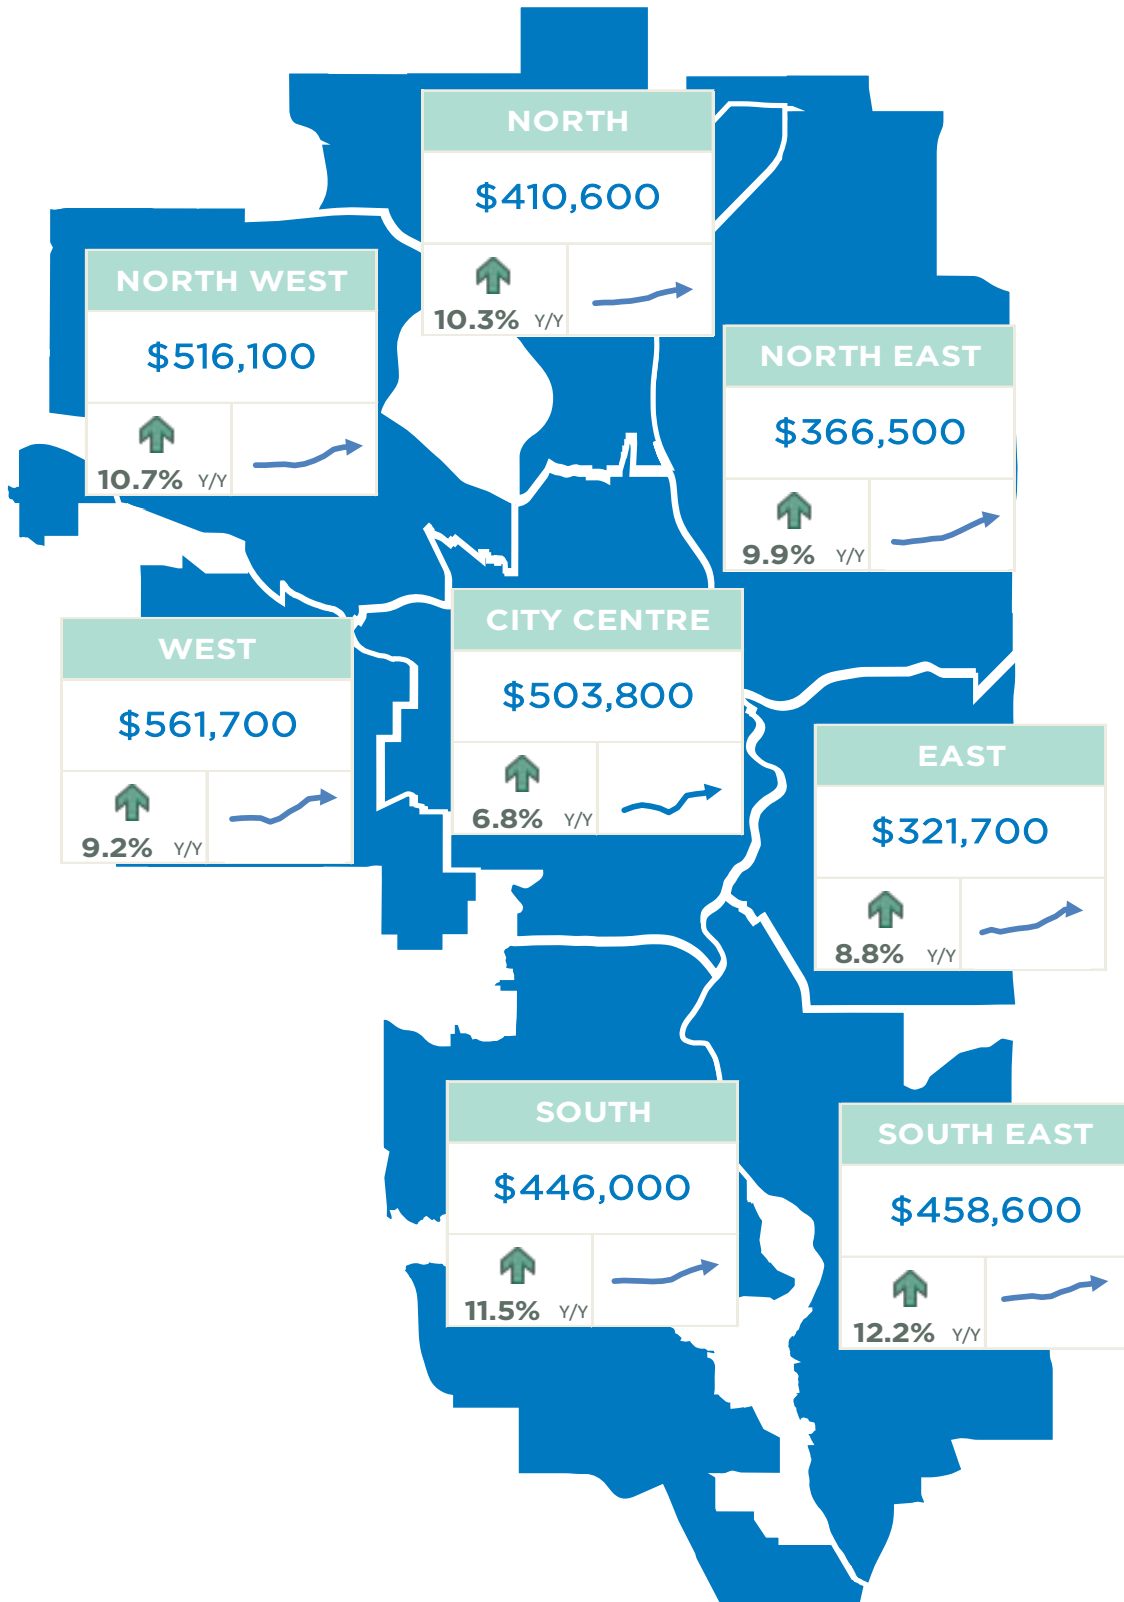 NORTH
$410,600
10.3% Y/Y
NORTH WEST
$516,100
10.7% Y/Y
NORTH EAST
$366,500
9.9% Y/Y
CITY CENTRE
$503,800
6.8% Y/Y
WEST
$561,700
9.2% Y/Y
EAST
$321,700
8.8% Y/Y
SOUTH
$446,000
11.5% Y/Y
SOUTH EAST
$458,600
12.2% Y/Y